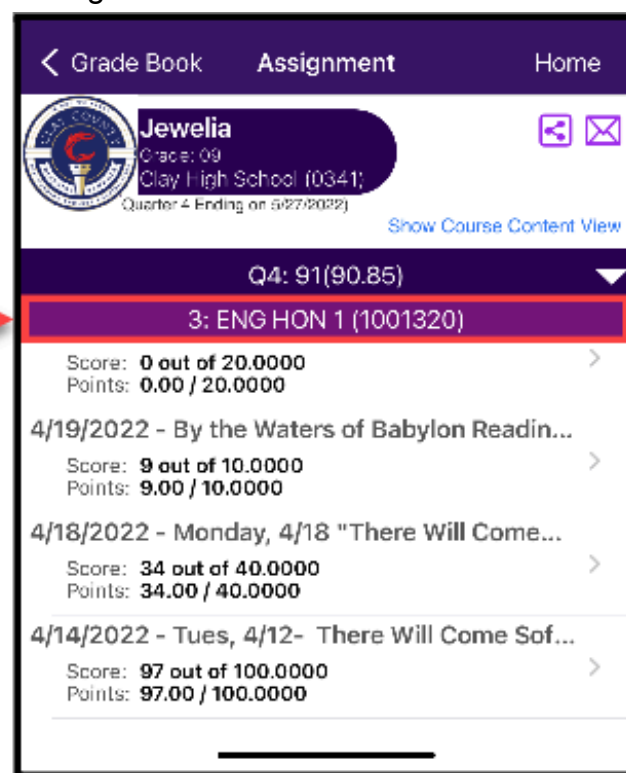 Grade Book Assignment Home
Jewelia
Grade: 09
Clay High School (0341)
Quarter 4 Ending on 5/27/2022)
Show Course Content View
Q4: 91(90.85)
3: ENG HON 1 (1001320)
Score: 0 out of 20.0000
Points: 0.00 / 20.0000
4/19/2022 - By the Waters of Babylon Readin...
Score: 9 out of 10.0000
Points: 9.00 / 10.0000
4/18/2022 - Monday, 4/18 "There Will Come...
Score: 34 out of 40.0000
Points: 34.00 / 40.0000
4/14/2022 - Tues, 4/12- There Will Come Sof...
Score: 97 out of 100.0000
Points: 97.00 / 100.0000